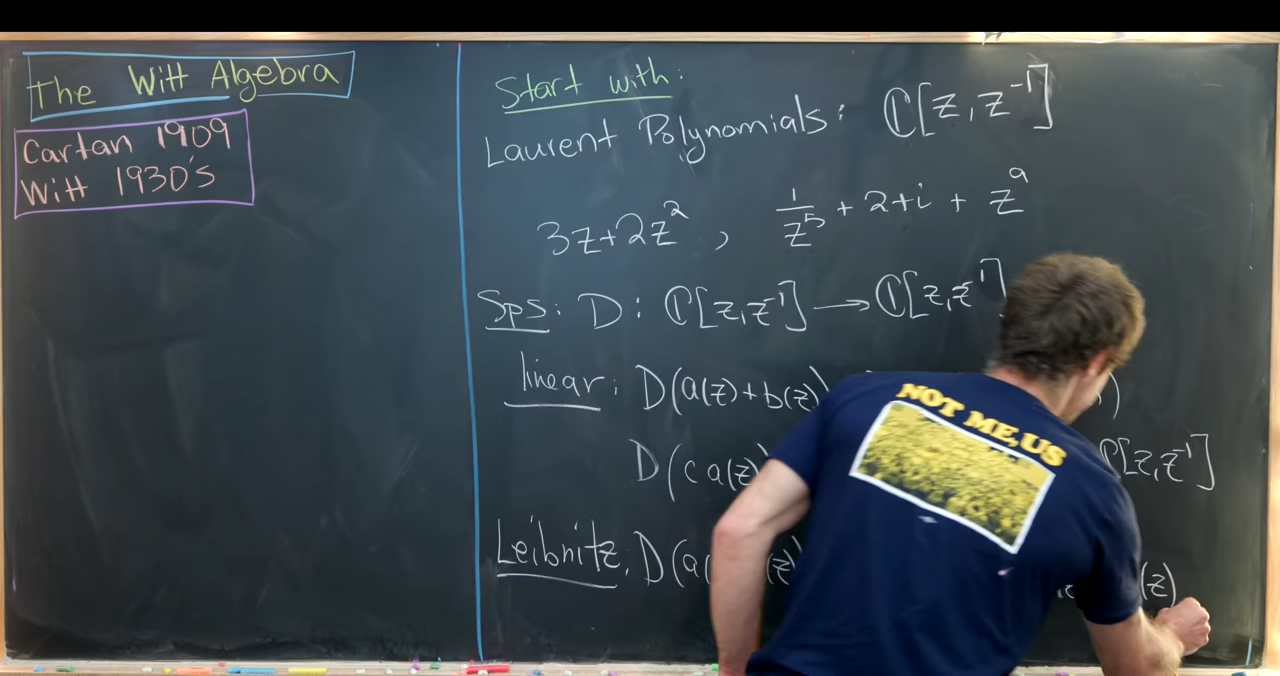 The Witt Algebra
Cartan 1909
Witt 1930's
Start with:
Laurent Polynomials: ℂ[z,z⁻¹]
3z+2z², 1/z⁵ + 2+i + z⁹
Sps: D: ℂ[z,z⁻¹] → ℂ[z,z⁻¹]
linear: D(a(z)+b(z) )
D(c a(z) ℂ[z,z⁻¹]
Leibnitz: D(a( (z) (z)
NOT ME, US